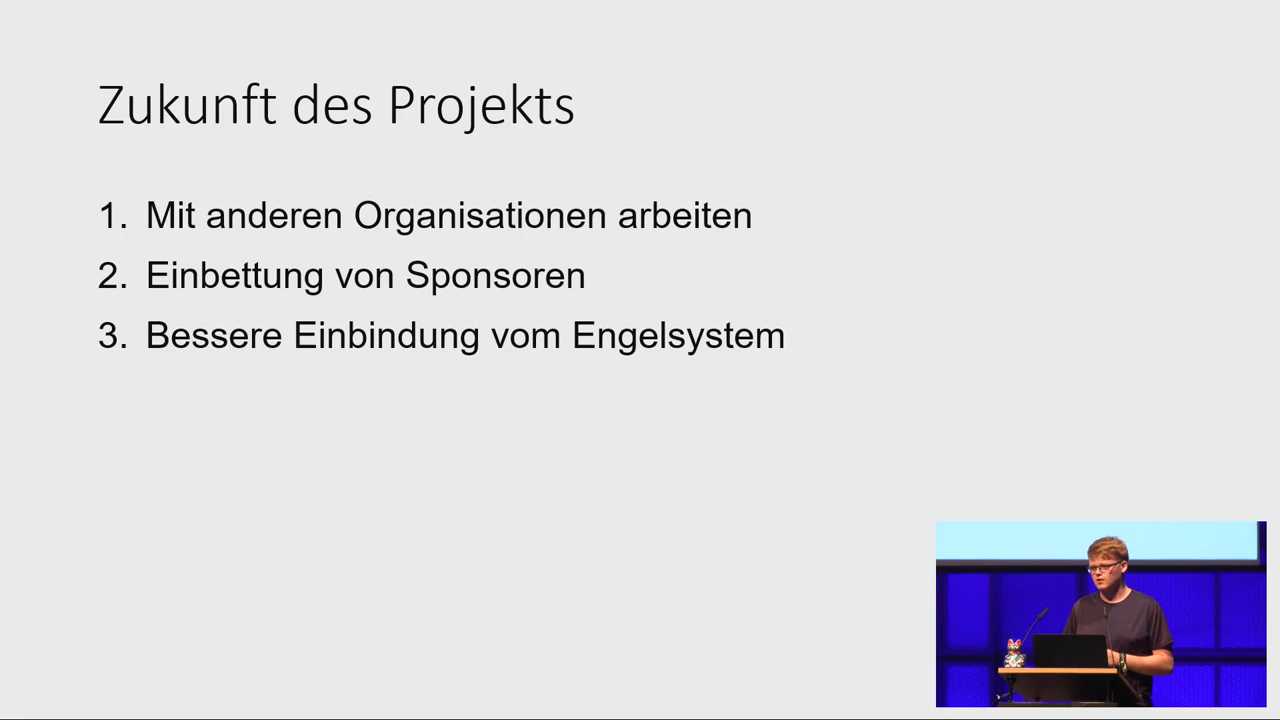 Zukunft des Projekts
1. Mit anderen Organisationen arbeiten
2. Einbettung von Sponsoren
3. Bessere Einbindung vom Engelsystem